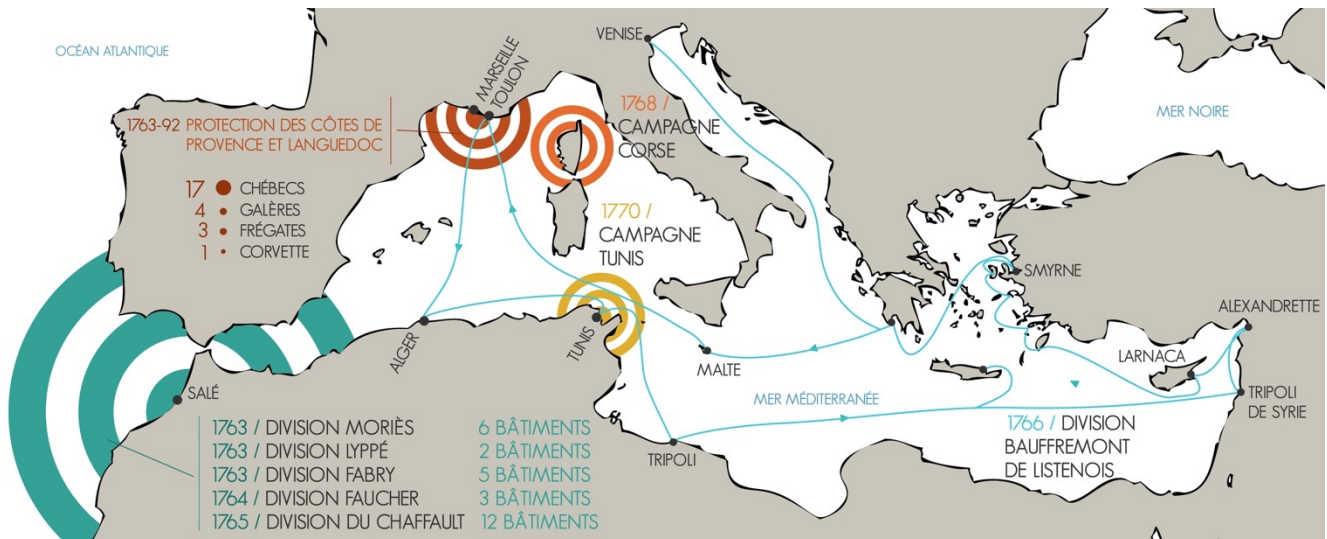 OCÉAN ATLANTIQUE
VENISE
MARSEILLE
TOULON
1763-92 PROTECTION DES CÔTES DE
PROVENCE ET LANGUEDOC
17 CHÉBECS
4 GALÈRES
3 FRÉGATES
1 CORVETTE
1768 /
CAMPAGNE
CORSE
MER NOIRE
1770 /
CAMPAGNE
TUNIS
SMYRNE
ALEXANDRETTE
ALGER
TUNIS
MALTE
LARNACA
SALÉ
MER MÉDITERRANÉE
TRIPOLI
DE SYRIE
1766 / DIVISION
BAUFFREMONT
DE LISTENOIS
TRIPOLI
1763 / DIVISION MORIÈS 6 BÂTIMENTS
1763 / DIVISION LYPPÉ 2 BÂTIMENTS
1763 / DIVISION FABRY 5 BÂTIMENTS
1764 / DIVISION FAUCHER 3 BÂTIMENTS
1765 / DIVISION DU CHAFFAULT 12 BÂTIMENTS